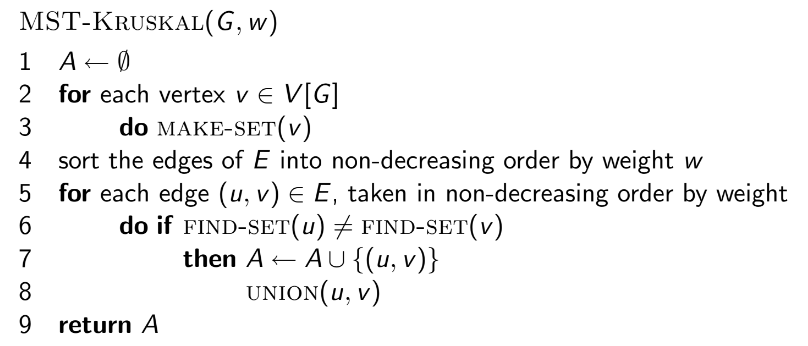 MST-KRUSKAL(G, w)
1 A ← ∅
2 for each vertex v ∈ V[G]
3 do MAKE-SET(v)
4 sort the edges of E into non-decreasing order by weight w
5 for each edge (u, v) ∈ E, taken in non-decreasing order by weight
6 do if FIND-SET(u) ≠ FIND-SET(v)
7 then A ← A ∪ {(u, v)}
8 UNION(u, v)
9 return A